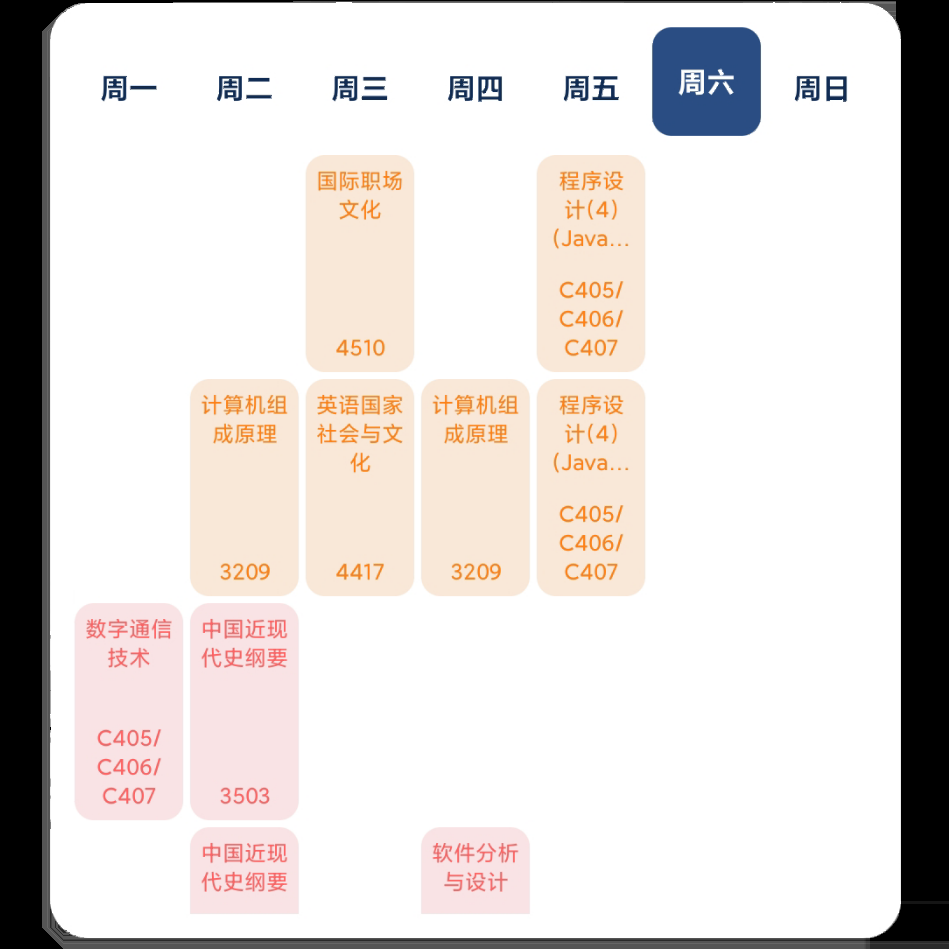 周一
周二
周三
周四
周五
周六
周日
国际职场
文化
4510
程序设
计(4)
(Java...
C405/
C406/
C407
计算机组
成原理
3209
英语国家
社会与文
化
4417
计算机组
成原理
3209
程序设
计(4)
(Java...
C405/
C406/
C407
数字通信
技术
C405/
C406/
C407
中国近现
代史纲要
3503
中国近现
代史纲要
软件分析
与设计